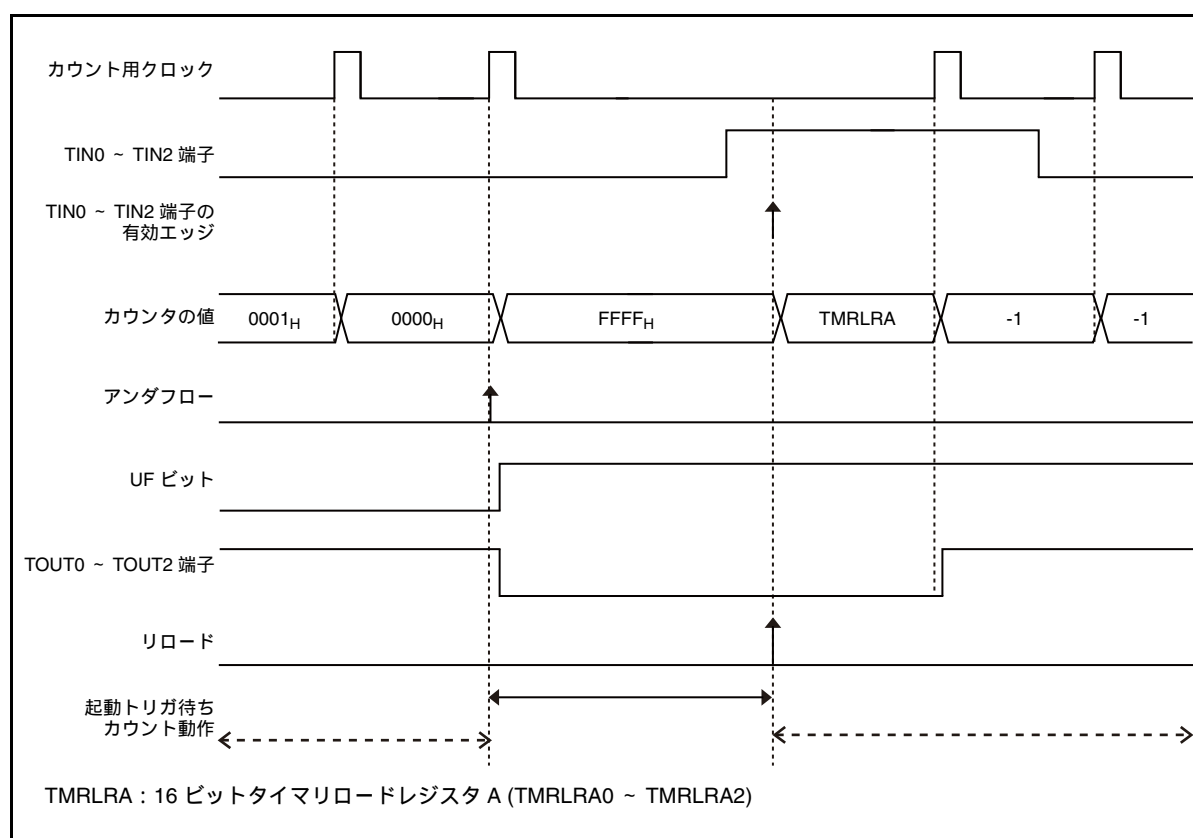 カウント用クロック
TIN0 ~ TIN2 端子
TIN0 ~ TIN2 端子の
有効エッジ
カウンタの値
0001H
0000H
FFFFH
TMRLRA
-1
-1
アンダフロー
UF ビット
TOUT0 ~ TOUT2 端子
リロード
起動トリガ待ち
カウント動作
TMRLRA : 16 ビットタイマリロードレジスタ A (TMRLRA0 ~ TMRLRA2)